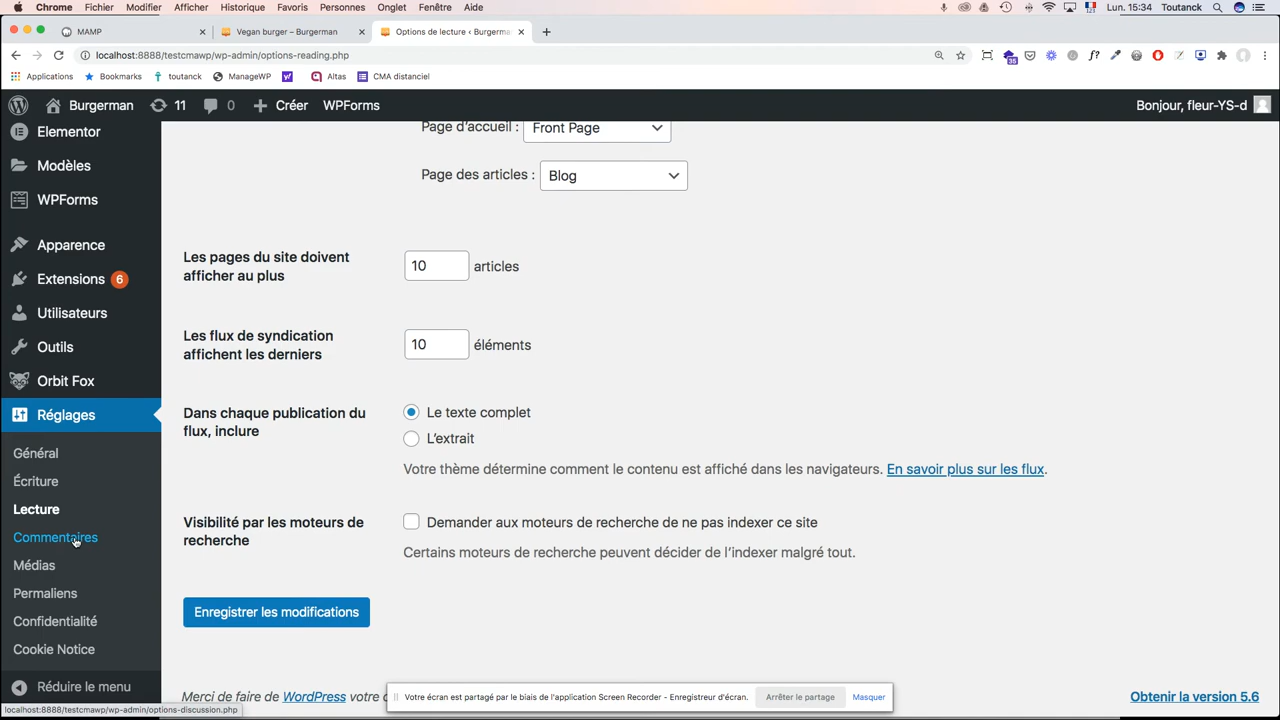 Chrome Fichier Modifier Afficher Historique Favoris Personnes Onglet Fenêtre Aide Lun. 15:34 Toutanck
MAMP Vegan burger – Burgerman Options de lecture ‹ Burgerma
localhost:8888/testcmawp/wp-admin/options-reading.php
35
Applications Bookmarks toutanck ManageWP Altas CMA distanciel
Burgerman 11 0 Créer WPForms Bonjour, fleur-YS-d
Elementor
Modèles
WPForms
Apparence
Extensions 6
Utilisateurs
Outils
Orbit Fox
Réglages
Général
Écriture
Lecture
Commentaires
Médias
Permaliens
Confidentialité
Cookie Notice
Réduire le menu
Page d’accueil : Front Page
Page des articles : Blog
Les pages du site doivent
afficher au plus
10 articles
Les flux de syndication
affichent les derniers
10 éléments
Dans chaque publication du
flux, inclure
Le texte complet
L’extrait
Votre thème détermine comment le contenu est affiché dans les navigateurs. En savoir plus sur les flux.
Visibilité par les moteurs de
recherche
Demander aux moteurs de recherche de ne pas indexer ce site
Certains moteurs de recherche peuvent décider de l’indexer malgré tout.
Enregistrer les modifications
Merci de faire de WordPress votre
Votre écran est partagé par le biais de l'application Screen Recorder - Enregistreur d'écran. Arrêter le partage Masquer
Obtenir la version 5.6
localhost:8888/testcmawp/wp-admin/options-discussion.php